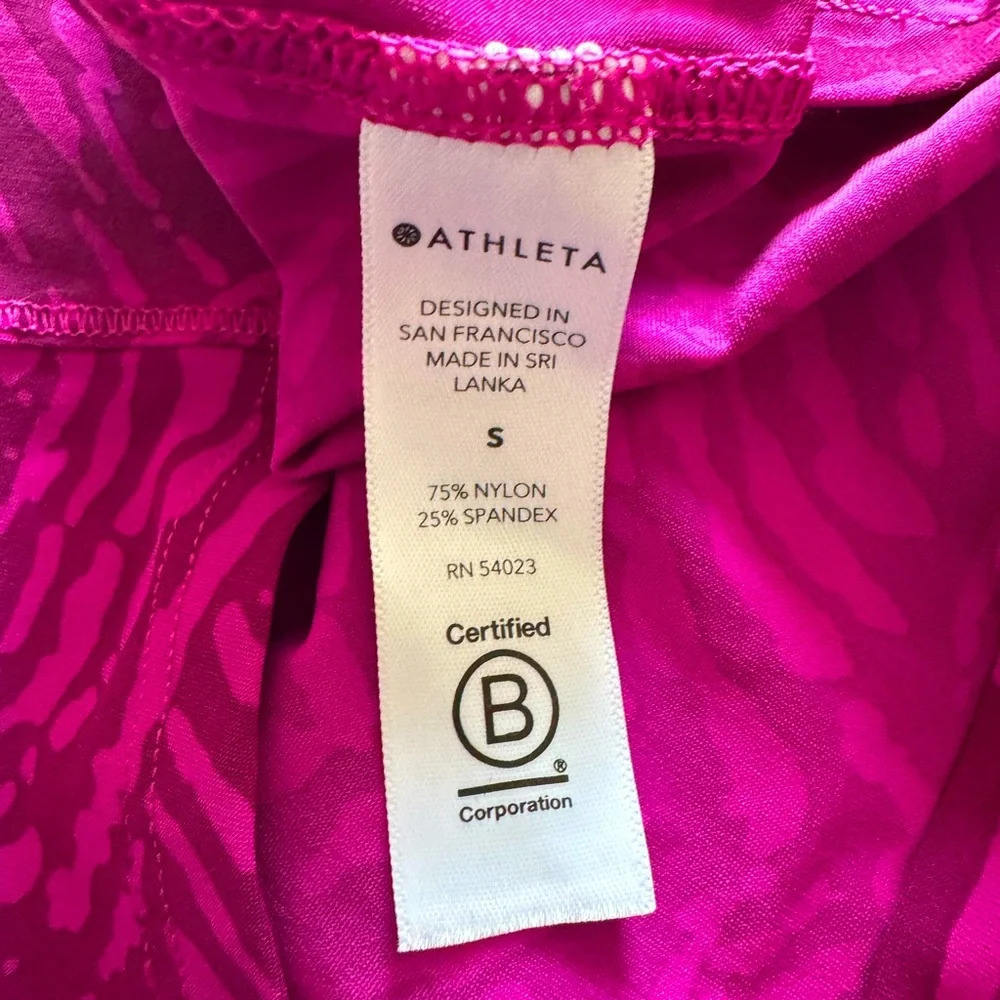 ATHLETA
DESIGNED IN
SAN FRANCISCO
MADE IN SRI
LANKA
S
75% NYLON
25% SPANDEX
RN 54023
Certified
B
®
Corporation